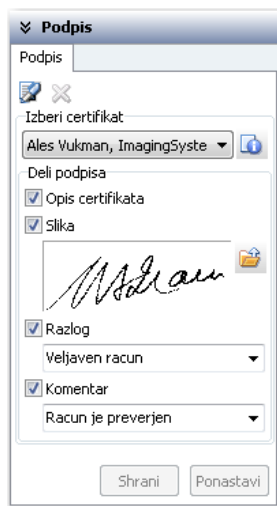 Podpis
Podpis
Izberi certifikat
Ales Vukman, ImagingSyste
Deli podpisa
Opis certifikata
Slika
Razlog
Veljaven racun
Komentar
Racun je preverjen
Shrani Ponastavi